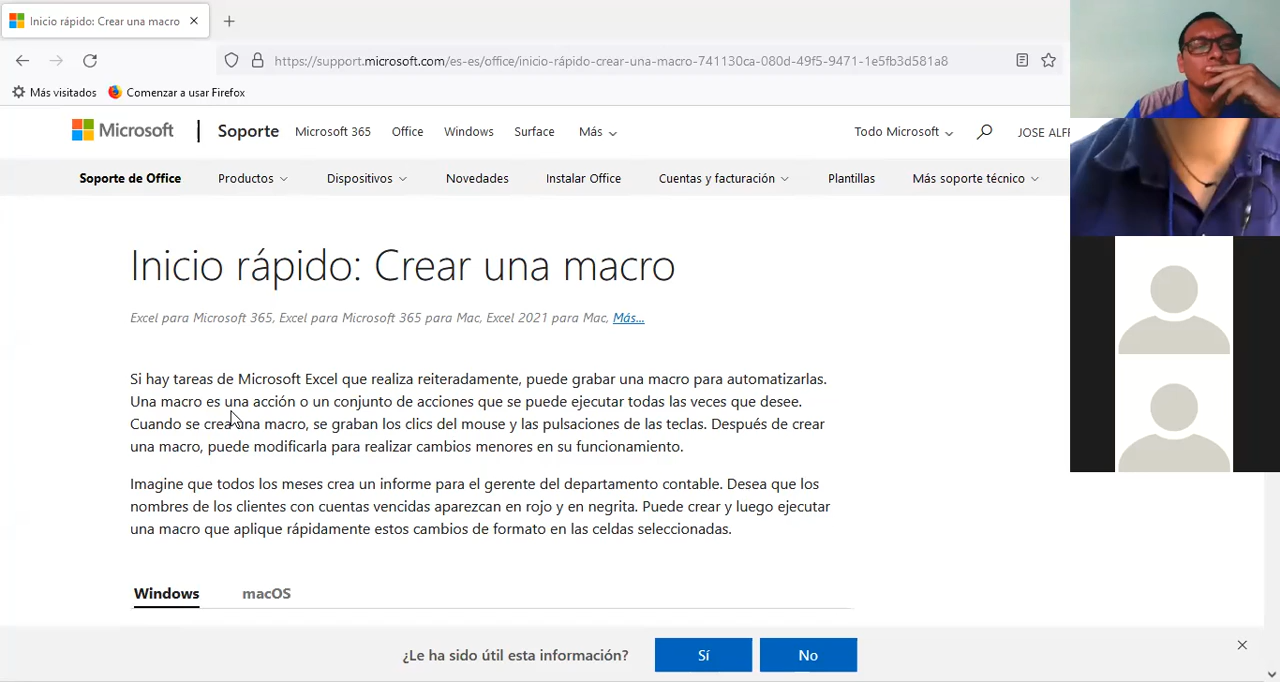 Inicio rápido: Crear una macro
https://support.microsoft.com/es-es/office/inicio-rápido-crear-una-macro-741130ca-080d-49f5-9471-1e5fb3d581a8
Más visitados Comenzar a usar Firefox
Microsoft Soporte Microsoft 365 Office Windows Surface Más Todo Microsoft JOSE ALFR
Soporte de Office Productos Dispositivos Novedades Instalar Office Cuentas y facturación Plantillas Más soporte técnico
Inicio rápido: Crear una macro
Excel para Microsoft 365, Excel para Microsoft 365 para Mac, Excel 2021 para Mac, Más...
Si hay tareas de Microsoft Excel que realiza reiteradamente, puede grabar una macro para automatizarlas.
Una macro es una acción o un conjunto de acciones que se puede ejecutar todas las veces que desee.
Cuando se crea una macro, se graban los clics del mouse y las pulsaciones de las teclas. Después de crear
una macro, puede modificarla para realizar cambios menores en su funcionamiento.
Imagine que todos los meses crea un informe para el gerente del departamento contable. Desea que los
nombres de los clientes con cuentas vencidas aparezcan en rojo y en negrita. Puede crear y luego ejecutar
una macro que aplique rápidamente estos cambios de formato en las celdas seleccionadas.
Windows macOS
¿Le ha sido útil esta información? Sí No